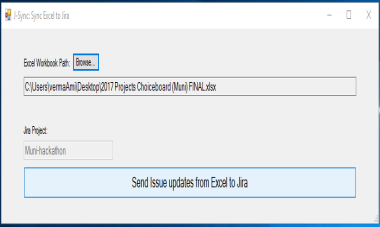 J-Sync: Sync Excel to Jira
Excel Workbook Path: Browse...
C:\Users\vermaAmi\Desktop\2017 Projects Choiceboard (Muni) FINAL.xlsx
Jira Project:
Muni-hackathon
Send Issue updates from Excel to Jira